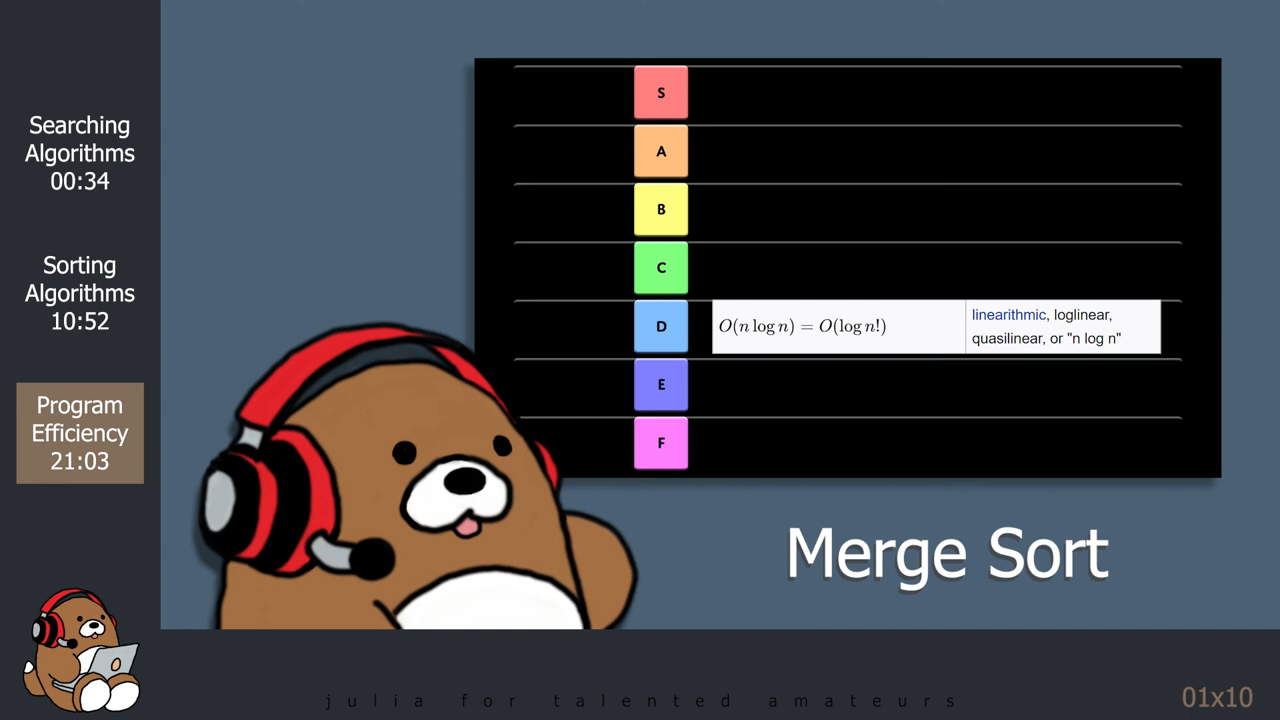 Searching
Algorithms
00:34
Sorting
Algorithms
10:52
Program
Efficiency
21:03
S
A
B
C
D
O(n log n) = O(log n!)
linearithmic, loglinear,
quasilinear, or "n log n"
E
F
Merge Sort
julia for talented amateurs
01x10